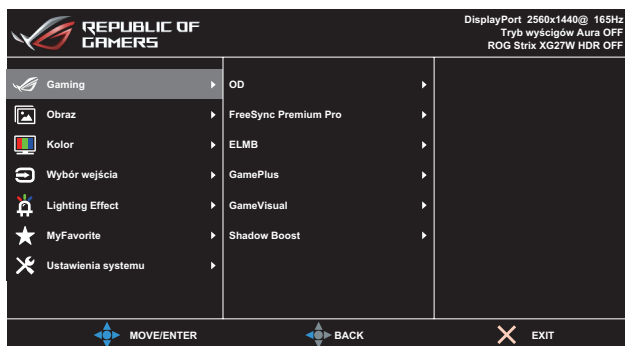 REPUBLIC OF
GAMERS
DisplayPort 2560x1440@ 165Hz
Tryb wyścigów Aura OFF
ROG Strix XG27W HDR OFF
Gaming
Obraz
Kolor
Wybór wejścia
Lighting Effect
MyFavorite
Ustawienia systemu
OD
FreeSync Premium Pro
ELMB
GamePlus
GameVisual
Shadow Boost
MOVE/ENTER
BACK
EXIT